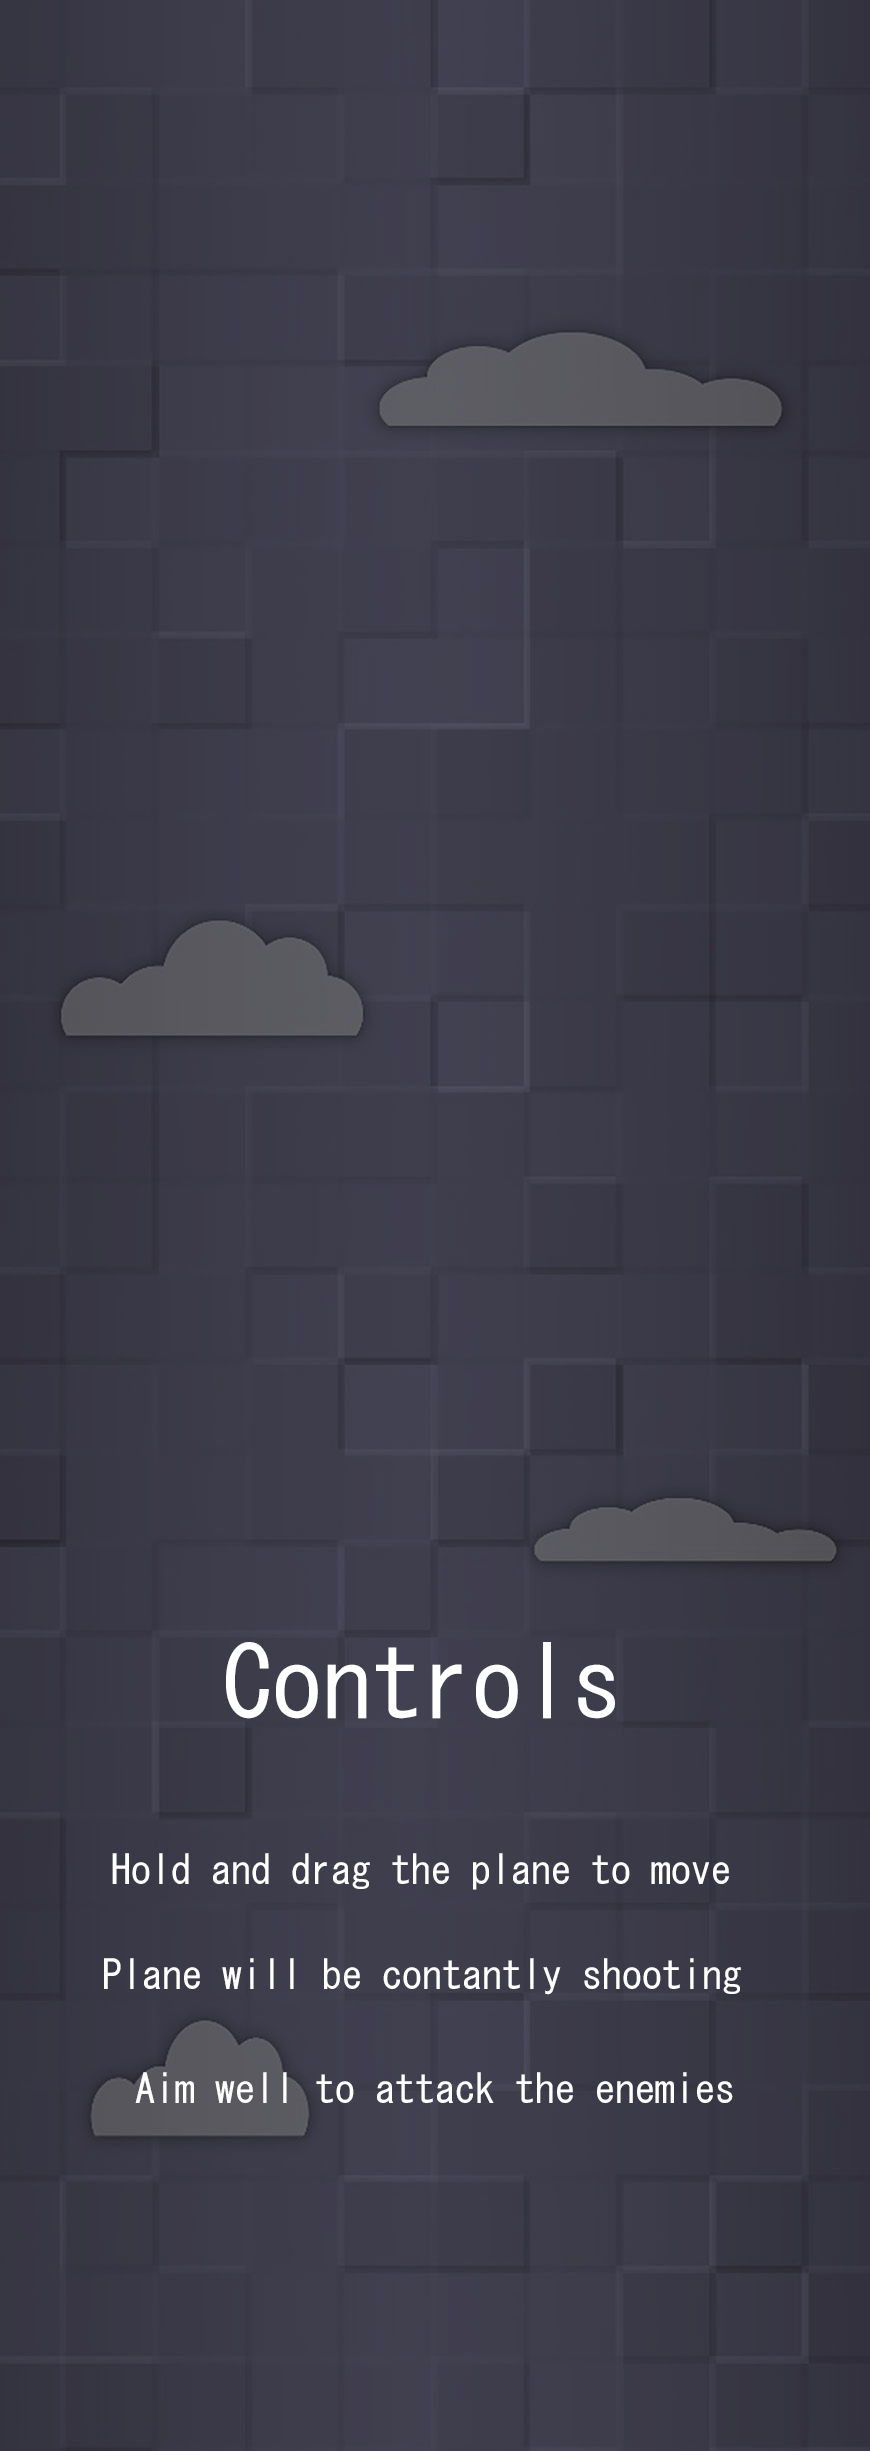 Controls
Hold and drag the plane to move
Plane will be contantly shooting
Aim well to attack the enemies